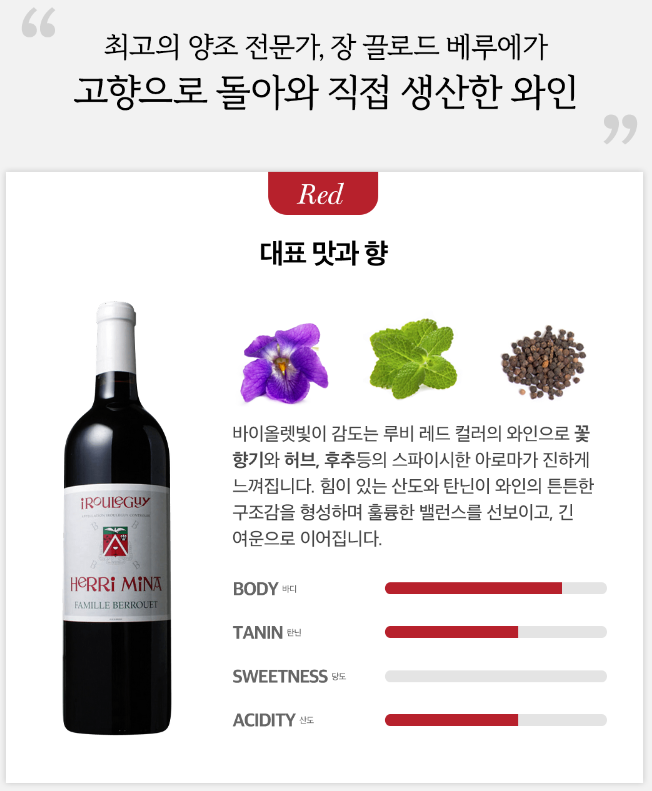 “
최고의 양조 전문가, 장 끌로드 베루에가
고향으로 돌아와 직접 생산한 와인
”
Red
대표 맛과 향
바이올렛빛이 감도는 루비 레드 컬러의 와인으로 꽃
향기와 허브, 후추등의 스파이시한 아로마가 진하게
느껴집니다. 힘이 있는 산도와 탄닌이 와인의 튼튼한
구조감을 형성하며 훌륭한 밸런스를 선보이고, 긴
여운으로 이어집니다.
iROULeGUY
HeRRi MiNA
FAMILLE BERROUET
BODY 바디
TANIN 탄닌
SWEETNESS 당도
ACIDITY 산도